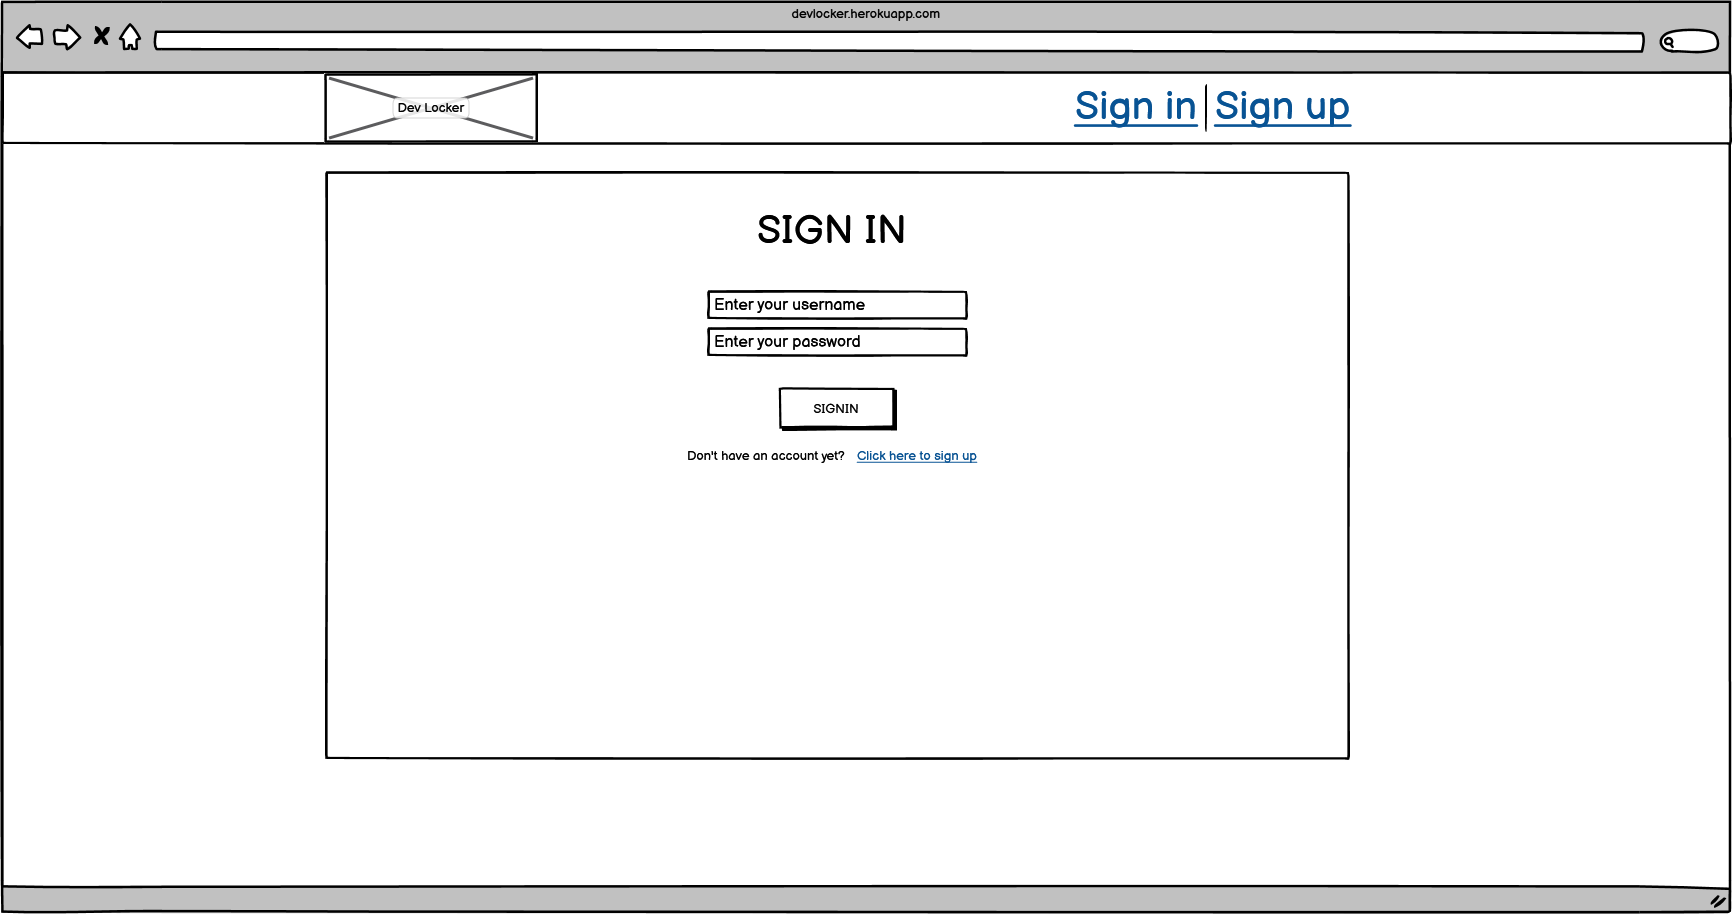 devlocker.herokuapp.com
Dev Locker
Sign in Sign up
SIGN IN
Enter your username
Enter your password
SIGNIN
Don't have an account yet? Click here to sign up